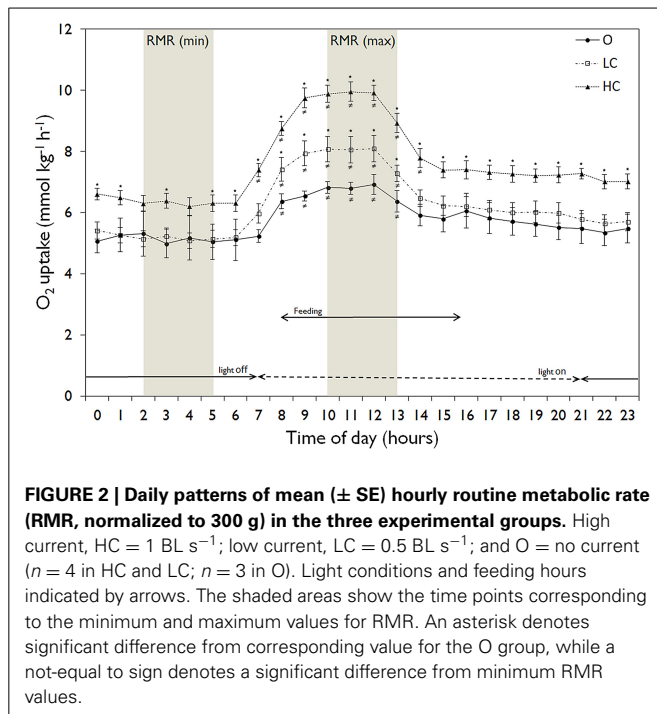 12
10
8
6
4
2
0
O₂ uptake (mmol kg⁻¹ h⁻¹)
RMR (min)
RMR (max)
O
LC
HC
Feeding
light off
light on
0 1 2 3 4 5 6 7 8 9 10 11 12 13 14 15 16 17 18 19 20 21 22 23
Time of day (hours)
FIGURE 2 | Daily patterns of mean (± SE) hourly routine metabolic rate
(RMR, normalized to 300 g) in the three experimental groups. High
current, HC = 1 BL s⁻¹; low current, LC = 0.5 BL s⁻¹; and O = no current
(n = 4 in HC and LC; n = 3 in O). Light conditions and feeding hours
indicated by arrows. The shaded areas show the time points corresponding
to the minimum and maximum values for RMR. An asterisk denotes
significant difference from corresponding value for the O group, while a
not-equal to sign denotes a significant difference from minimum RMR
values.